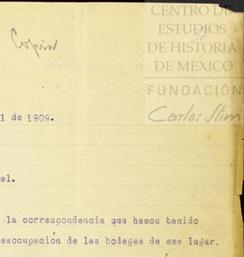 CENTRO DE
ESTUDIOS
DE HISTORIA
DE MEXICO
FUNDACIÓN
Carlos Slim
Copia
1 de 1909.
el.
la correspondencia que hemos tenido
esocupación de las bodegas de ese lugar,